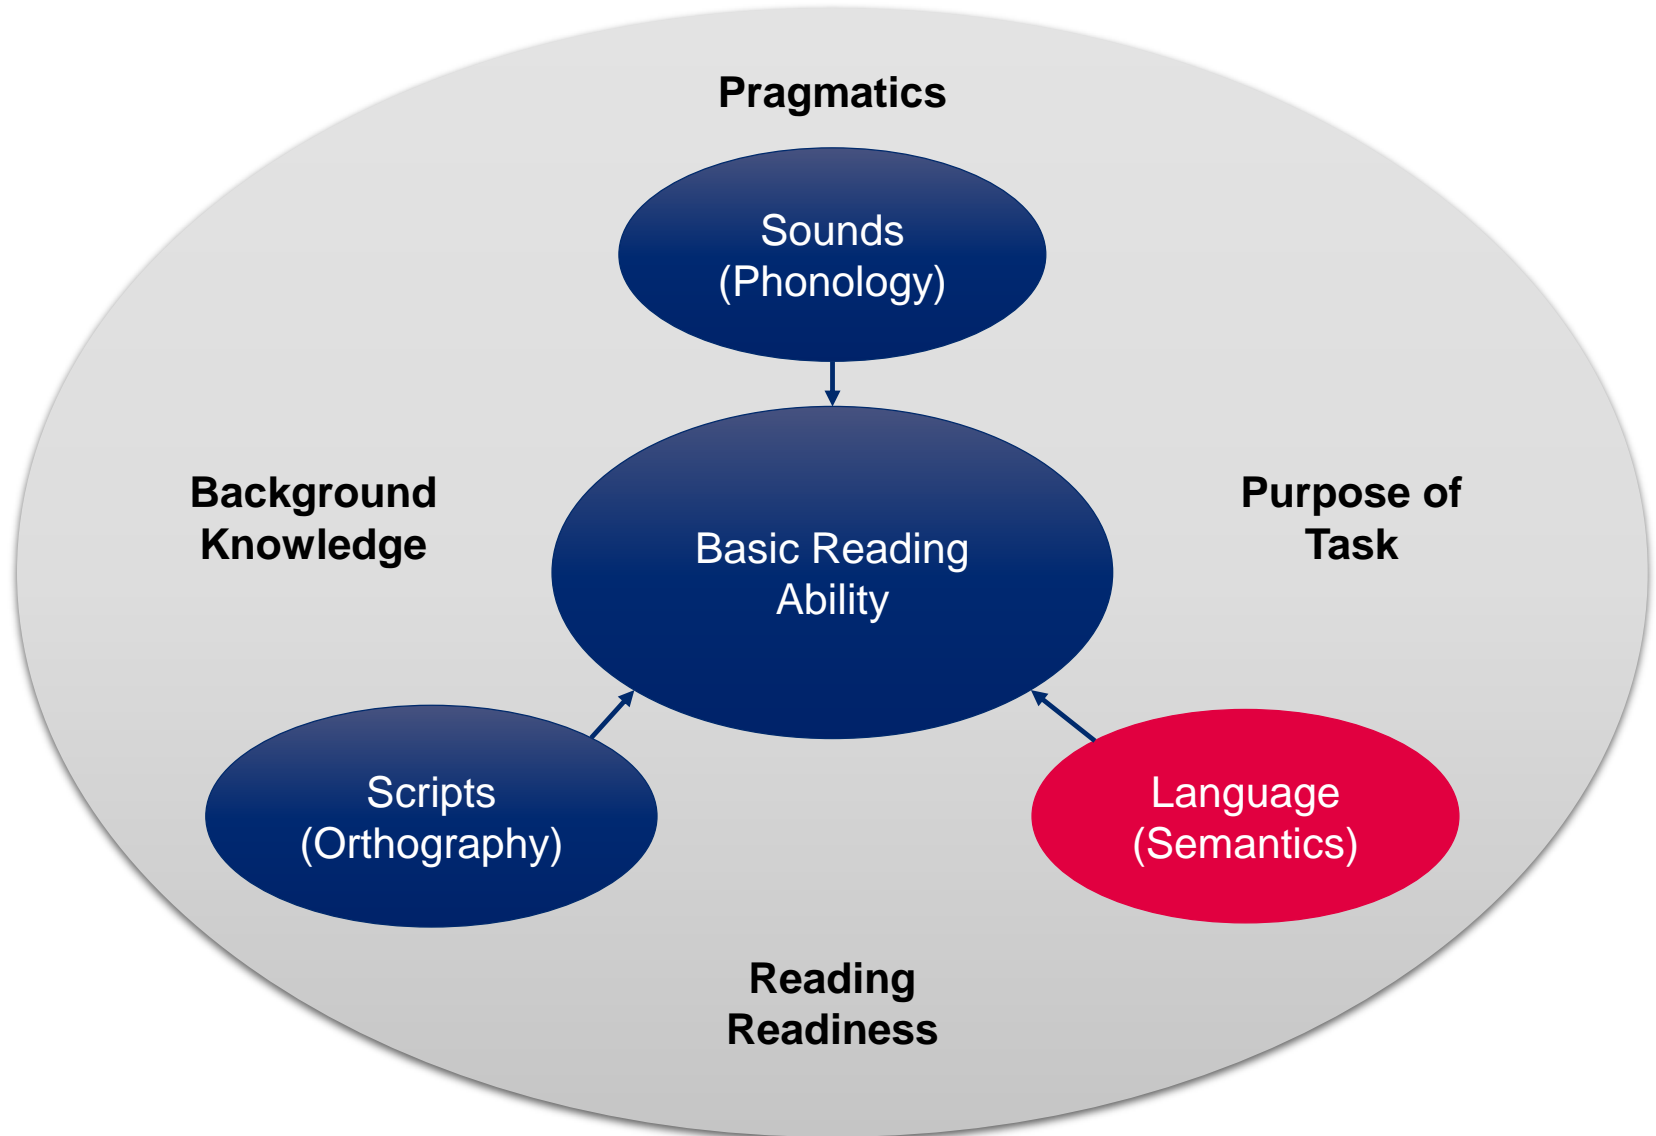 Pragmatics
Sounds
(Phonology)
Background
Knowledge
Purpose of
Task
Basic Reading
Ability
Scripts
(Orthography)
Language
(Semantics)
Reading
Readiness